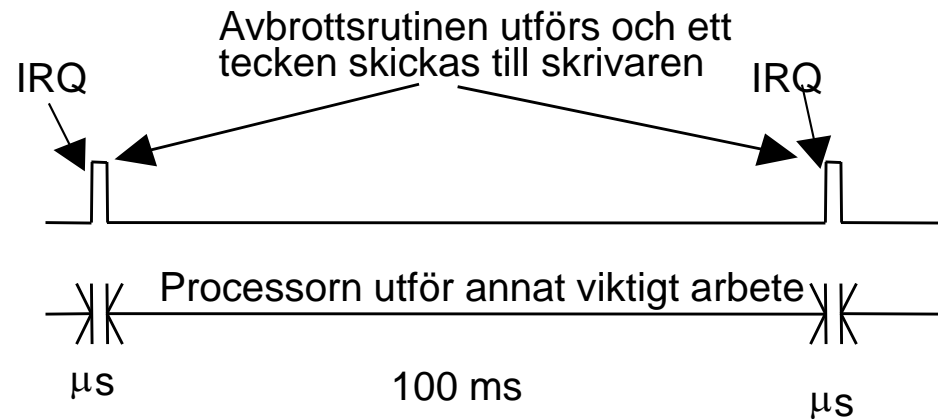 Avbrottsrutinen utförs och ett
tecken skickas till skrivaren
IRQ
IRQ
Processorn utför annat viktigt arbete
μs
100 ms
μs